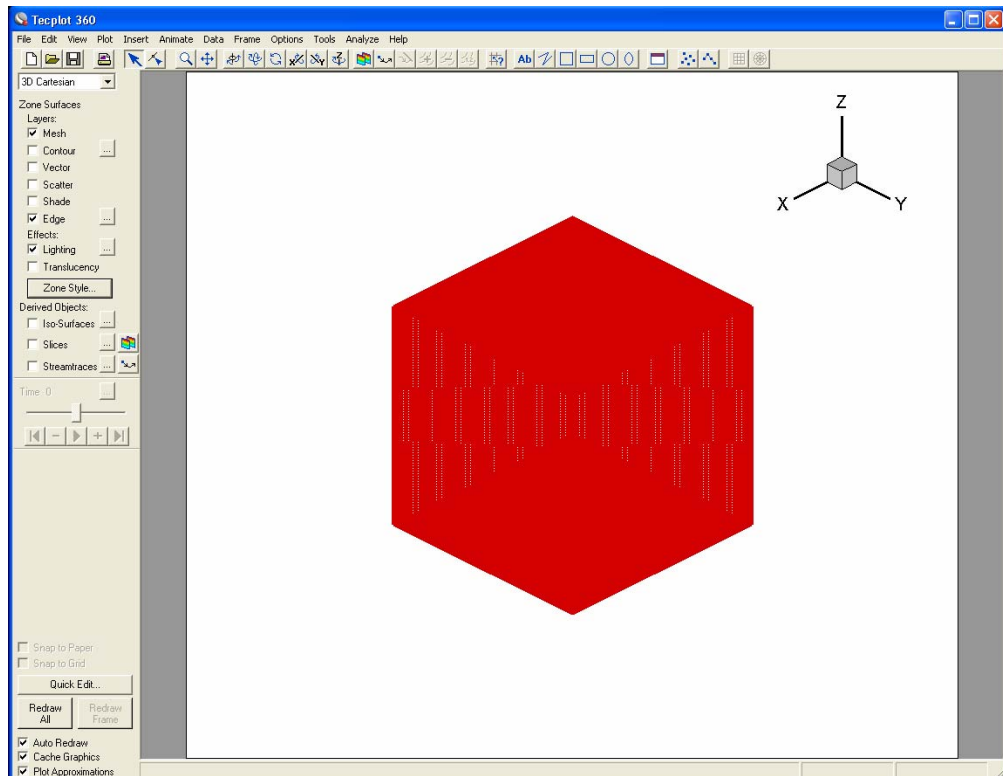 Tecplot 360
File Edit View Plot Insert Animate Data Frame Options Tools Analyze Help
Ab
3D Cartesian
Zone Surfaces
Layers:
Mesh
Contour ...
Vector
Scatter
Shade
Edge ...
Effects:
Lighting ...
Translucency
Zone Style...
Derived Objects:
Iso-Surfaces ...
Slices ...
Streamtraces ...
Time 0 ...
Snap to Paper
Snap to Grid
Quick Edit...
Redraw All
Redraw Frame
Auto Redraw
Cache Graphics
Plot Approximations
Z
X
Y